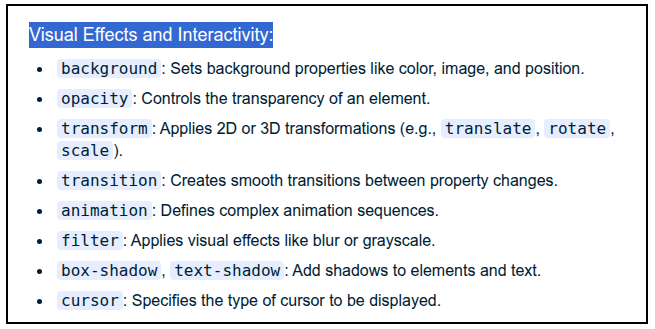 Visual Effects and Interactivity:
• background: Sets background properties like color, image, and position.
• opacity: Controls the transparency of an element.
• transform: Applies 2D or 3D transformations (e.g., translate, rotate,
scale).
• transition: Creates smooth transitions between property changes.
• animation: Defines complex animation sequences.
• filter: Applies visual effects like blur or grayscale.
• box-shadow, text-shadow: Add shadows to elements and text.
• cursor: Specifies the type of cursor to be displayed.